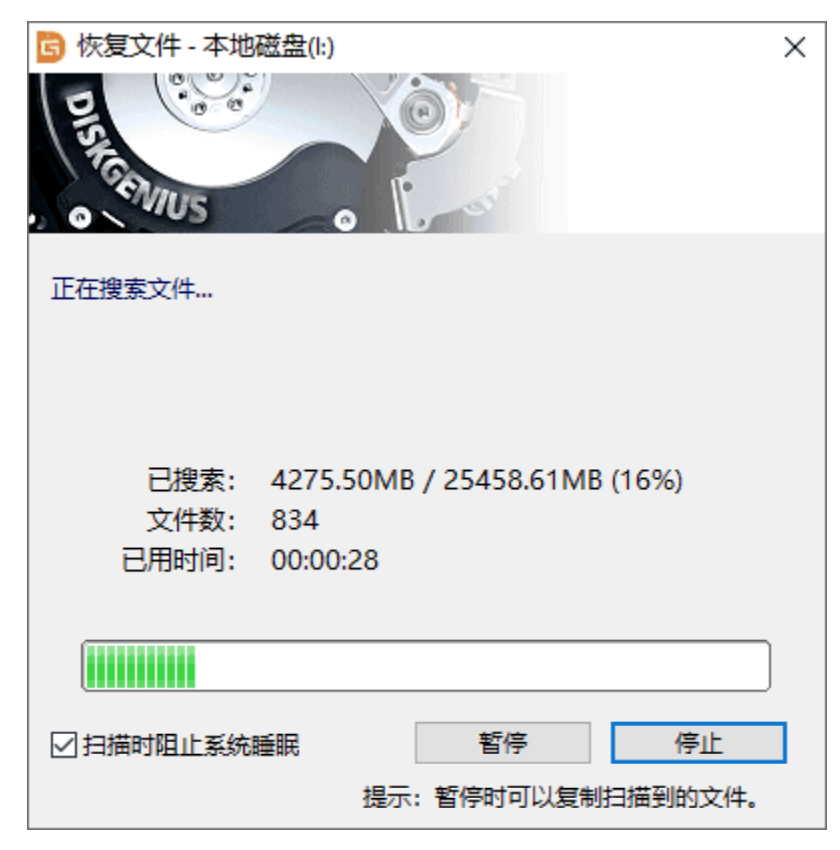 恢复文件 - 本地磁盘(I:)
DISKGENIUS
正在搜索文件...
已搜索： 4275.50MB / 25458.61MB (16%)
文件数： 834
已用时间： 00:00:28
扫描时阻止系统睡眠
暂停
停止
提示：暂停时可以复制扫描到的文件。